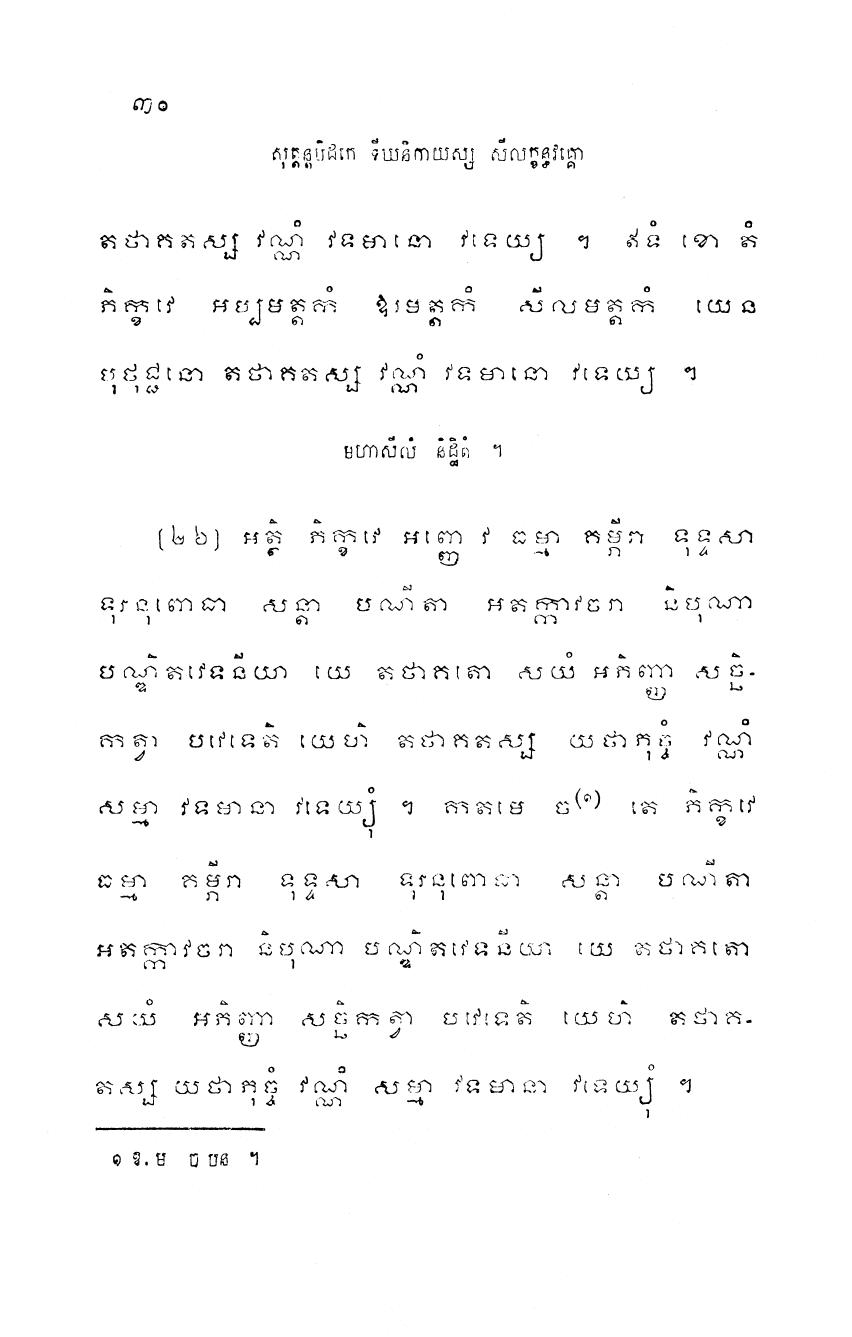 ៣០
សុត្តន្តបិដកេ ទីឃនិកាយស្ស សីលក្ខន្ធវគ្គោ
តថាគតស្ស វណ្ណំ វទមានោ វទេយ្យ ។ ឥទំ ខោ តំ
ភិក្ខវេ អប្បមត្តកំ ឱរមត្តកំ សីលមត្តកំ យេន
បុថុជ្ជនោ តថាគតស្ស វណ្ណំ វទមានោ វទេយ្យ ។
មហាសីលំ និដ្ឋិតំ ។
[២៦] អត្ថិ ភិក្ខវេ អញ្ញេ វ ធម្មា គម្ភីរា ទុទ្ទសា
ទុរនុពោធា សន្តា បណីតា អតក្កាវចរា និបុណា
បណ្ឌិតវេទនីយា យេ តថាគតោ សយំ អភិញ្ញា សច្ឆិ-
កត្វា បវេទេតិ យេហិ តថាគតស្ស យថាភុច្ចំ វណ្ណំ
សម្មា វទមានា វទេយ្យុំ ។ កតមេ ច(១) តេ ភិក្ខវេ
ធម្មា គម្ភីរា ទុទ្ទសា ទុរនុពោធា សន្តា បណីតា
អតក្កាវចរា និបុណា បណ្ឌិតវេទនីយា យេ តថាគតោ
សយំ អភិញ្ញា សច្ឆិកត្វា បវេទេតិ យេហិ តថាគ-
តស្ស យថាភុច្ចំ វណ្ណំ សម្មា វទមានា វទេយ្យុំ ។
១ ឱ.ម ច បន ។